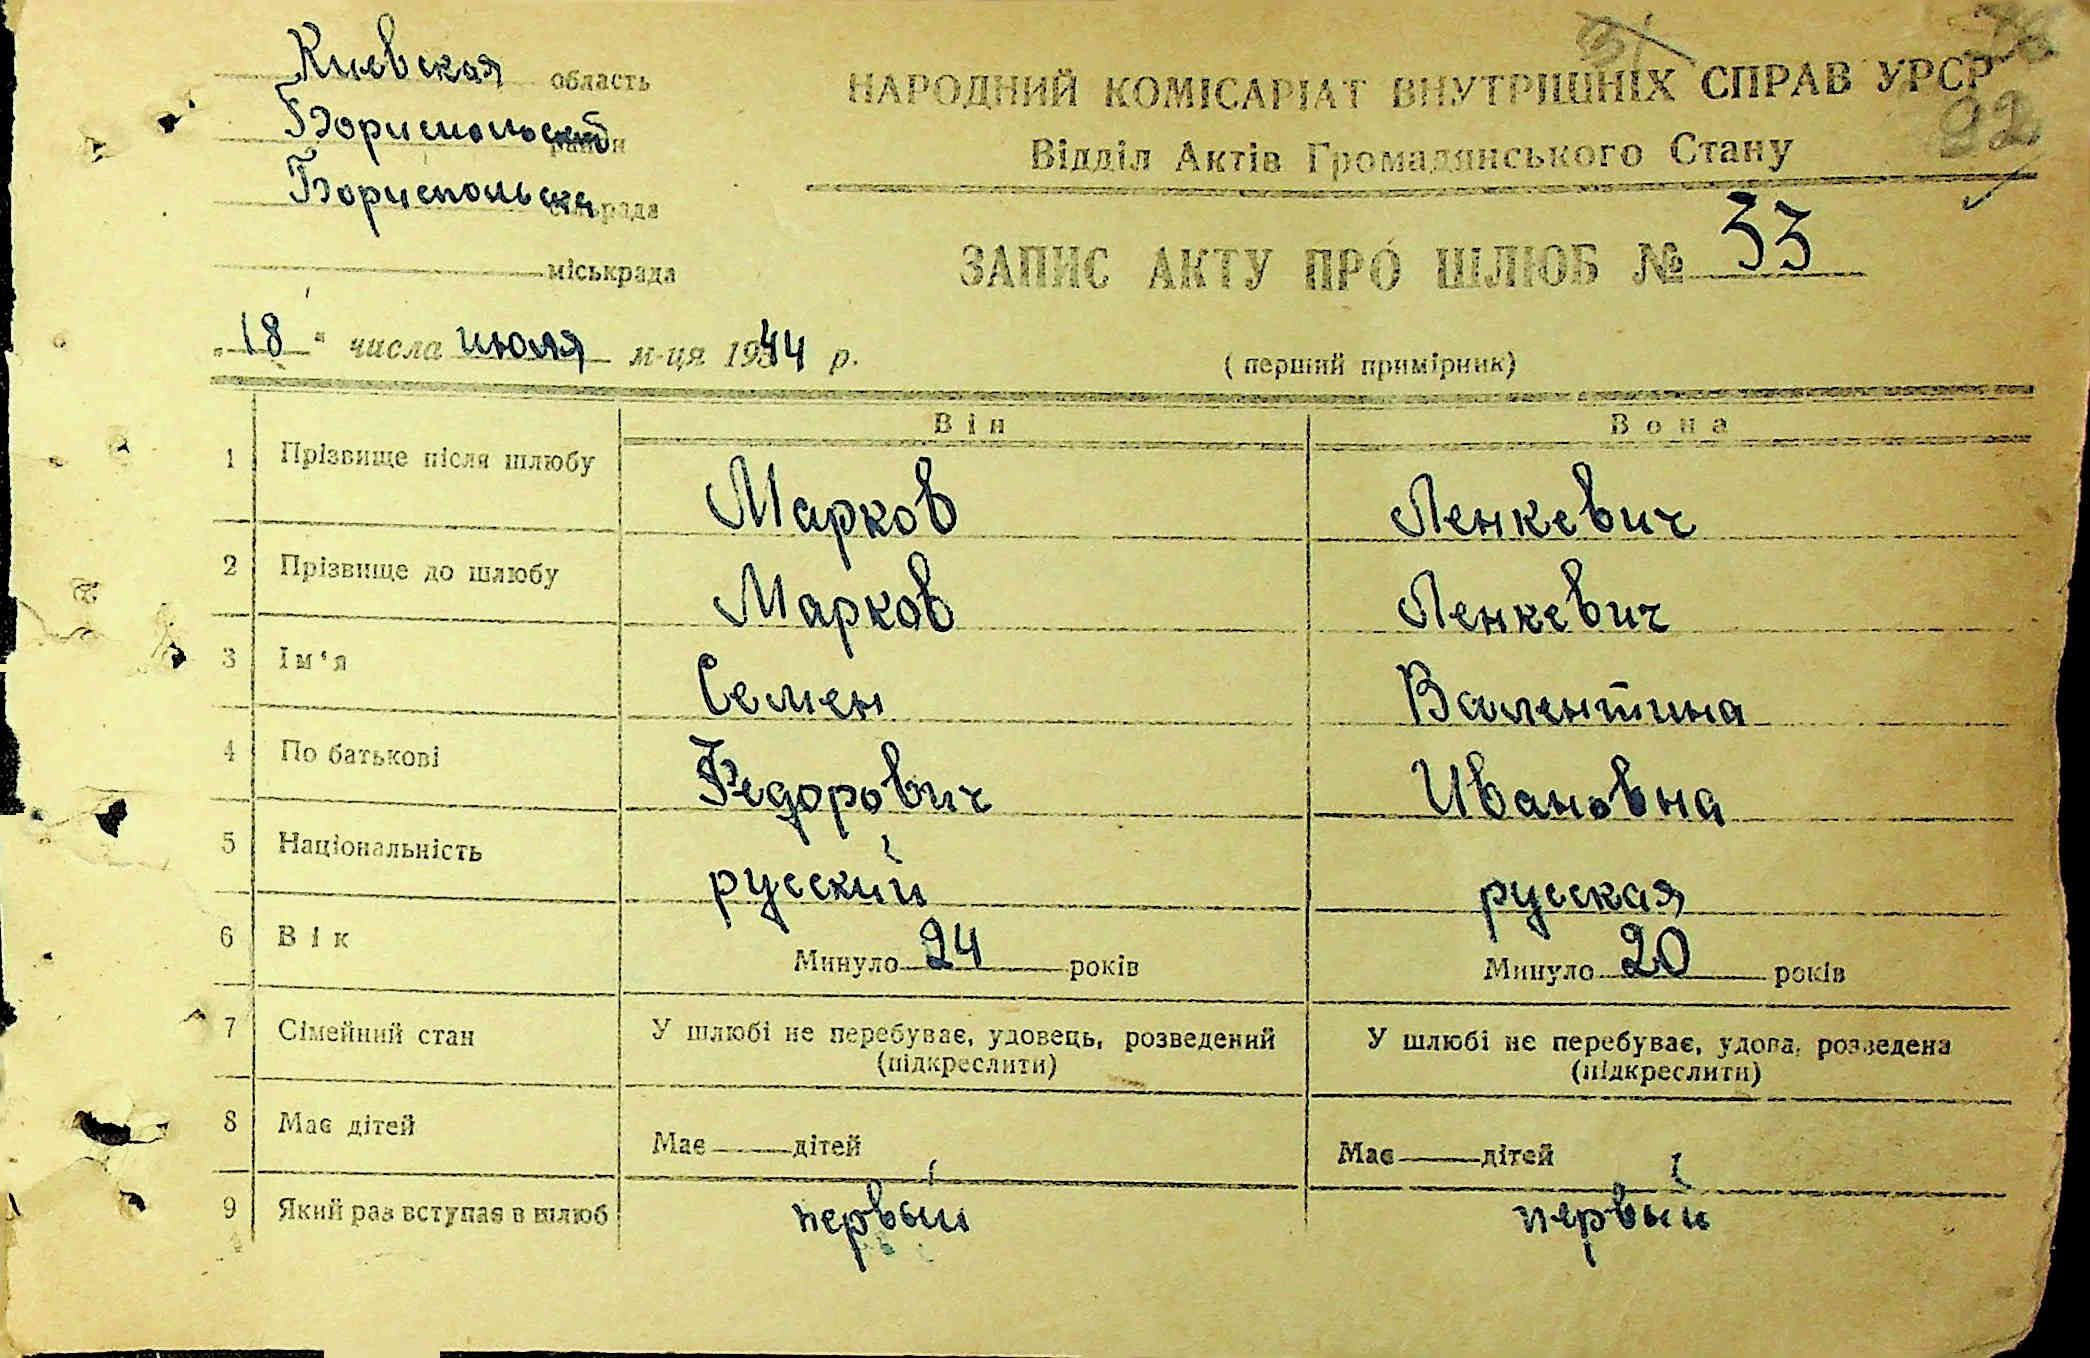 Киевская область
Бориспольский район
Бориспольска сільрада
міськрада
НАРОДНИЙ КОМІСАРІАТ ВНУТРІШНІХ СПРАВ УРСР
92
Відділ Актів Громадянського Стану
ЗАПИС АКТУ ПРО ШЛЮБ № 33
„18" числа июля м-ця 1944 р.
(перший примірник)
Він Вона
1 Прізвище після шлюбу Марков Ленкевич
2 Прізвище до шлюбу Марков Ленкевич
3 Ім'я Семен Валентина
4 По батькові Федорович Ивановна
5 Національність русский русская
6 Вік Минуло 24 років Минуло 20 років
7 Сімейний стан У шлюбі не перебуває, удовець, розведений У шлюбі не перебуває, удова, розведена
(підкреслити) (підкреслити)
8 Має дітей Має — дітей Має — дітей
9 Який раз вступає в шлюб первый первый